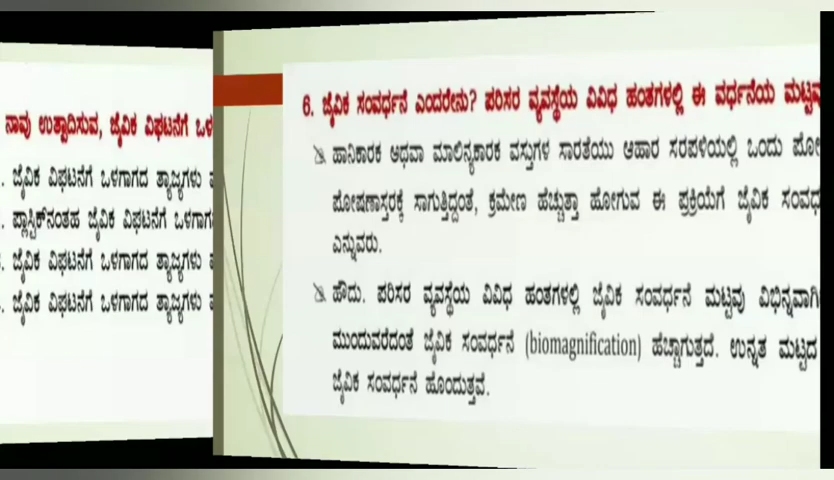 ನಾವು ಉತ್ಪಾದಿಸುವ, ಜೈವಿಕ ವಿಘಟನೆಗೆ ಒಳ
. ಜೈವಿಕ ವಿಘಟನೆಗೆ ಒಳಗಾಗದ ತ್ಯಾಜ್ಯಗಳು
. ಪ್ಲಾಸ್ಟಿಕ್‌ನಂತಹ ಜೈವಿಕ ವಿಘಟನೆಗೆ ಒಳಗಾಗ
. ಜೈವಿಕ ವಿಘಟನೆಗೆ ಒಳಗಾಗದ ತ್ಯಾಜ್ಯಗಳು
. ಜೈವಿಕ ವಿಘಟನೆಗೆ ಒಳಗಾಗದ ತ್ಯಾಜ್ಯಗಳು
6. ಜೈವಿಕ ಸಂವರ್ಧನೆ ಎಂದರೇನು? ಪರಿಸರ ವ್ಯವಸ್ಥೆಯ ವಿವಿಧ ಹಂತಗಳಲ್ಲಿ ಈ ವರ್ಧನೆಯ ಮಟ್ಟವ
ಹಾನಿಕಾರಕ ಅಥವಾ ಮಾಲಿನ್ಯಕಾರಕ ವಸ್ತುಗಳ ಸಾರತೆಯು ಆಹಾರ ಸರಪಳಿಯಲ್ಲಿ ಒಂದು ಪೋ
ಪೋಷಣಾಸ್ತರಕ್ಕೆ ಸಾಗುತ್ತಿದ್ದಂತೆ, ಕ್ರಮೇಣ ಹೆಚ್ಚುತ್ತಾ ಹೋಗುವ ಈ ಪ್ರಕ್ರಿಯೆಗೆ ಜೈವಿಕ ಸಂವರ್ಧ
ಎನ್ನುವರು.
ಹೌದು. ಪರಿಸರ ವ್ಯವಸ್ಥೆಯ ವಿವಿಧ ಹಂತಗಳಲ್ಲಿ ಜೈವಿಕ ಸಂವರ್ಧನೆ ಮಟ್ಟವು ವಿಭಿನ್ನವಾಗಿ
ಮುಂದುವರೆದಂತೆ ಜೈವಿಕ ಸಂವರ್ಧನೆ (biomagnification) ಹೆಚ್ಚಾಗುತ್ತದೆ. ಉನ್ನತ ಮಟ್ಟದ
ಜೈವಿಕ ಸಂವರ್ಧನೆ ಹೊಂದುತ್ತವೆ.